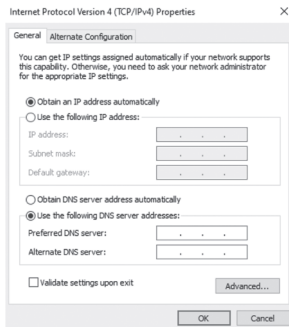 Internet Protocol Version 4 (TCP/IPv4) Properties
General
Alternate Configuration
You can get IP settings assigned automatically if your network supports
this capability. Otherwise, you need to ask your network administrator
for the appropriate IP settings.
Obtain an IP address automatically
Use the following IP address:
IP address:
Subnet mask:
Default gateway:
Obtain DNS server address automatically
Use the following DNS server addresses:
Preferred DNS server:
Alternate DNS server:
Validate settings upon exit
Advanced...
OK
Cancel